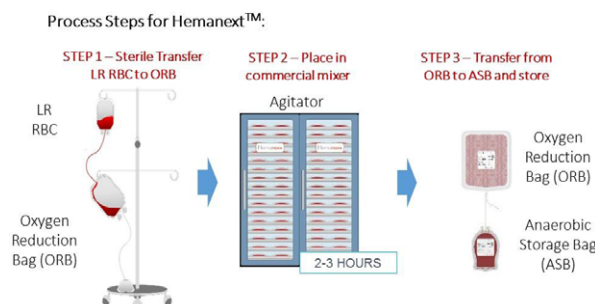 Process Steps for Hemanext™:
STEP 1 – Sterile Transfer
LR RBC to ORB
STEP 2 – Place in
commercial mixer
STEP 3 – Transfer from
ORB to ASB and store
Agitator
LR
RBC
Oxygen
Reduction
Bag (ORB)
2-3 HOURS
Oxygen
Reduction
Bag (ORB)
Anaerobic
Storage Bag
(ASB)